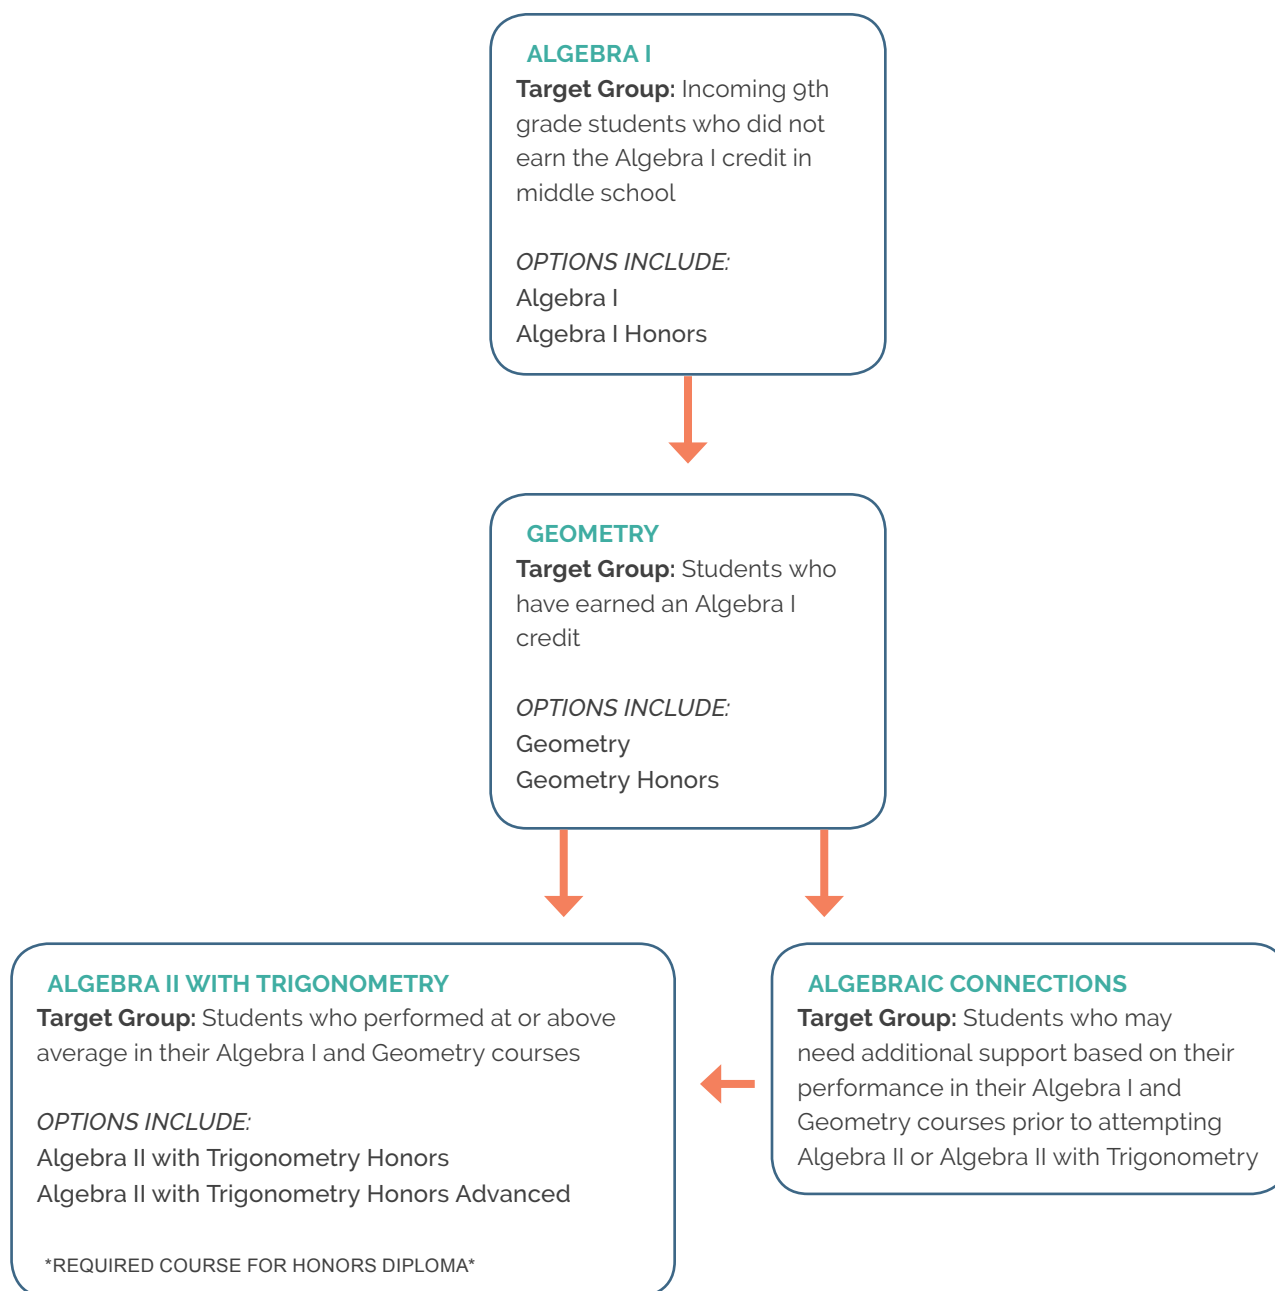 ALGEBRA I
Target Group: Incoming 9th
grade students who did not
earn the Algebra I credit in
middle school
OPTIONS INCLUDE:
Algebra I
Algebra I Honors
GEOMETRY
Target Group: Students who
have earned an Algebra I
credit
OPTIONS INCLUDE:
Geometry
Geometry Honors
ALGEBRA II WITH TRIGONOMETRY
Target Group: Students who performed at or above
average in their Algebra I and Geometry courses
OPTIONS INCLUDE:
Algebra II with Trigonometry Honors
Algebra II with Trigonometry Honors Advanced
*REQUIRED COURSE FOR HONORS DIPLOMA*
ALGEBRAIC CONNECTIONS
Target Group: Students who may
need additional support based on their
performance in their Algebra I and
Geometry courses prior to attempting
Algebra II or Algebra II with Trigonometry